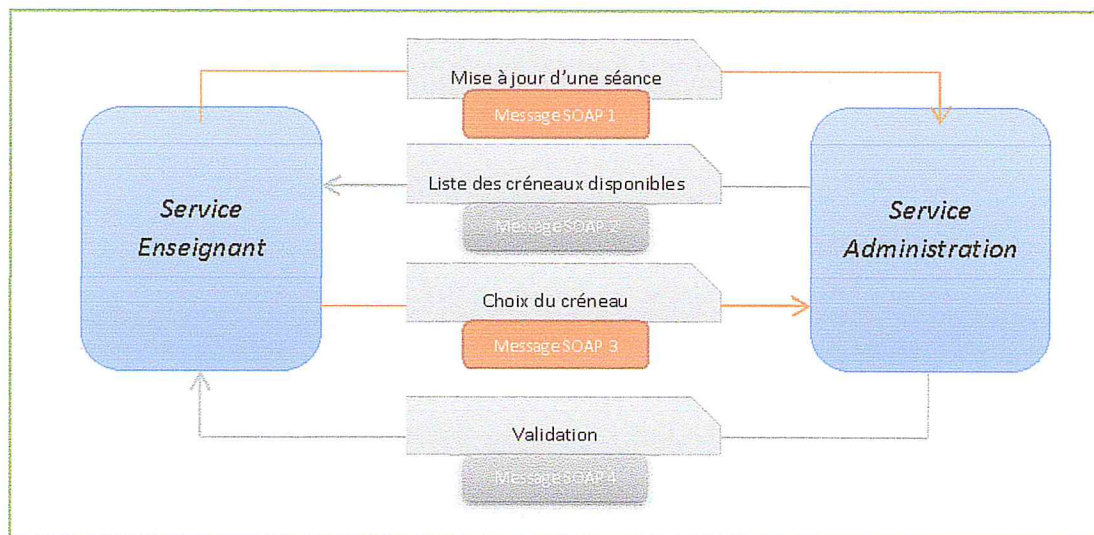 Mise à jour d'une séance
Message SOAP 1
Liste des créneaux disponibles
Message SOAP 2
Service
Enseignant
Service
Administration
Choix du créneau
Message SOAP 3
Validation
Message SOAP 4